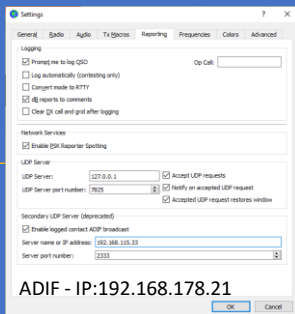 Settings
? ×
General Radio Audio Tx Macros Reporting Frequencies Colors Advanced
Logging
Prompt me to log QSO Op Call:
Log automatically (contesting only)
Convert mode to RTTY
dB reports to comments
Clear DX call and grid after logging
Network Services
Enable PSK Reporter Spotting
UDP Server
UDP Server: 127.0.0.1 Accept UDP requests
UDP Server port number: 7825 Notify on accepted UDP request
Accepted UDP request restores window
Secondary UDP Server (deprecated)
Enable logged contact ADIF broadcast
Server name or IP address: 192.168.115.33
Server port number: 2333
ADIF - IP:192.168.178.21
OK Cancel